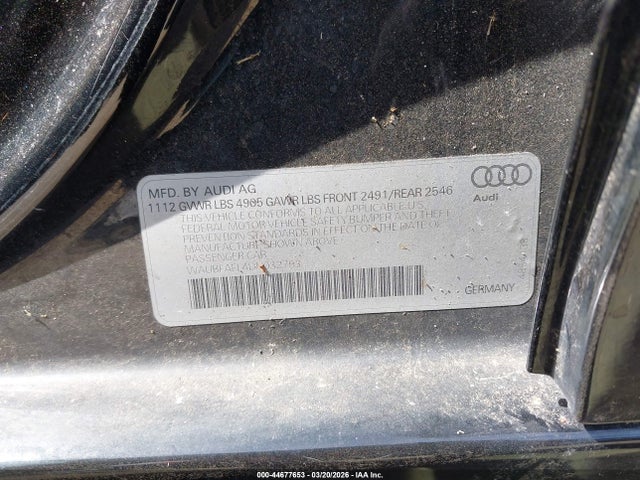 MFD. BY AUDI AG
1112 GVWR LBS 4905 GAWR LBS FRONT 2491/REAR 2546
THIS VEHICLE CONFORMS TO ALL APPLICABLE U.S.
FEDERAL MOTOR VEHICLE SAFETY BUMPER AND THEFT
PREVENTION STANDARDS IN EFFECT ON THE DATE OF
MANUFACTURE SHOWN ABOVE.
PASSENGER CAR
Audi
GERMANY
000-44677653 — 03/20/2026 — IAA Inc.